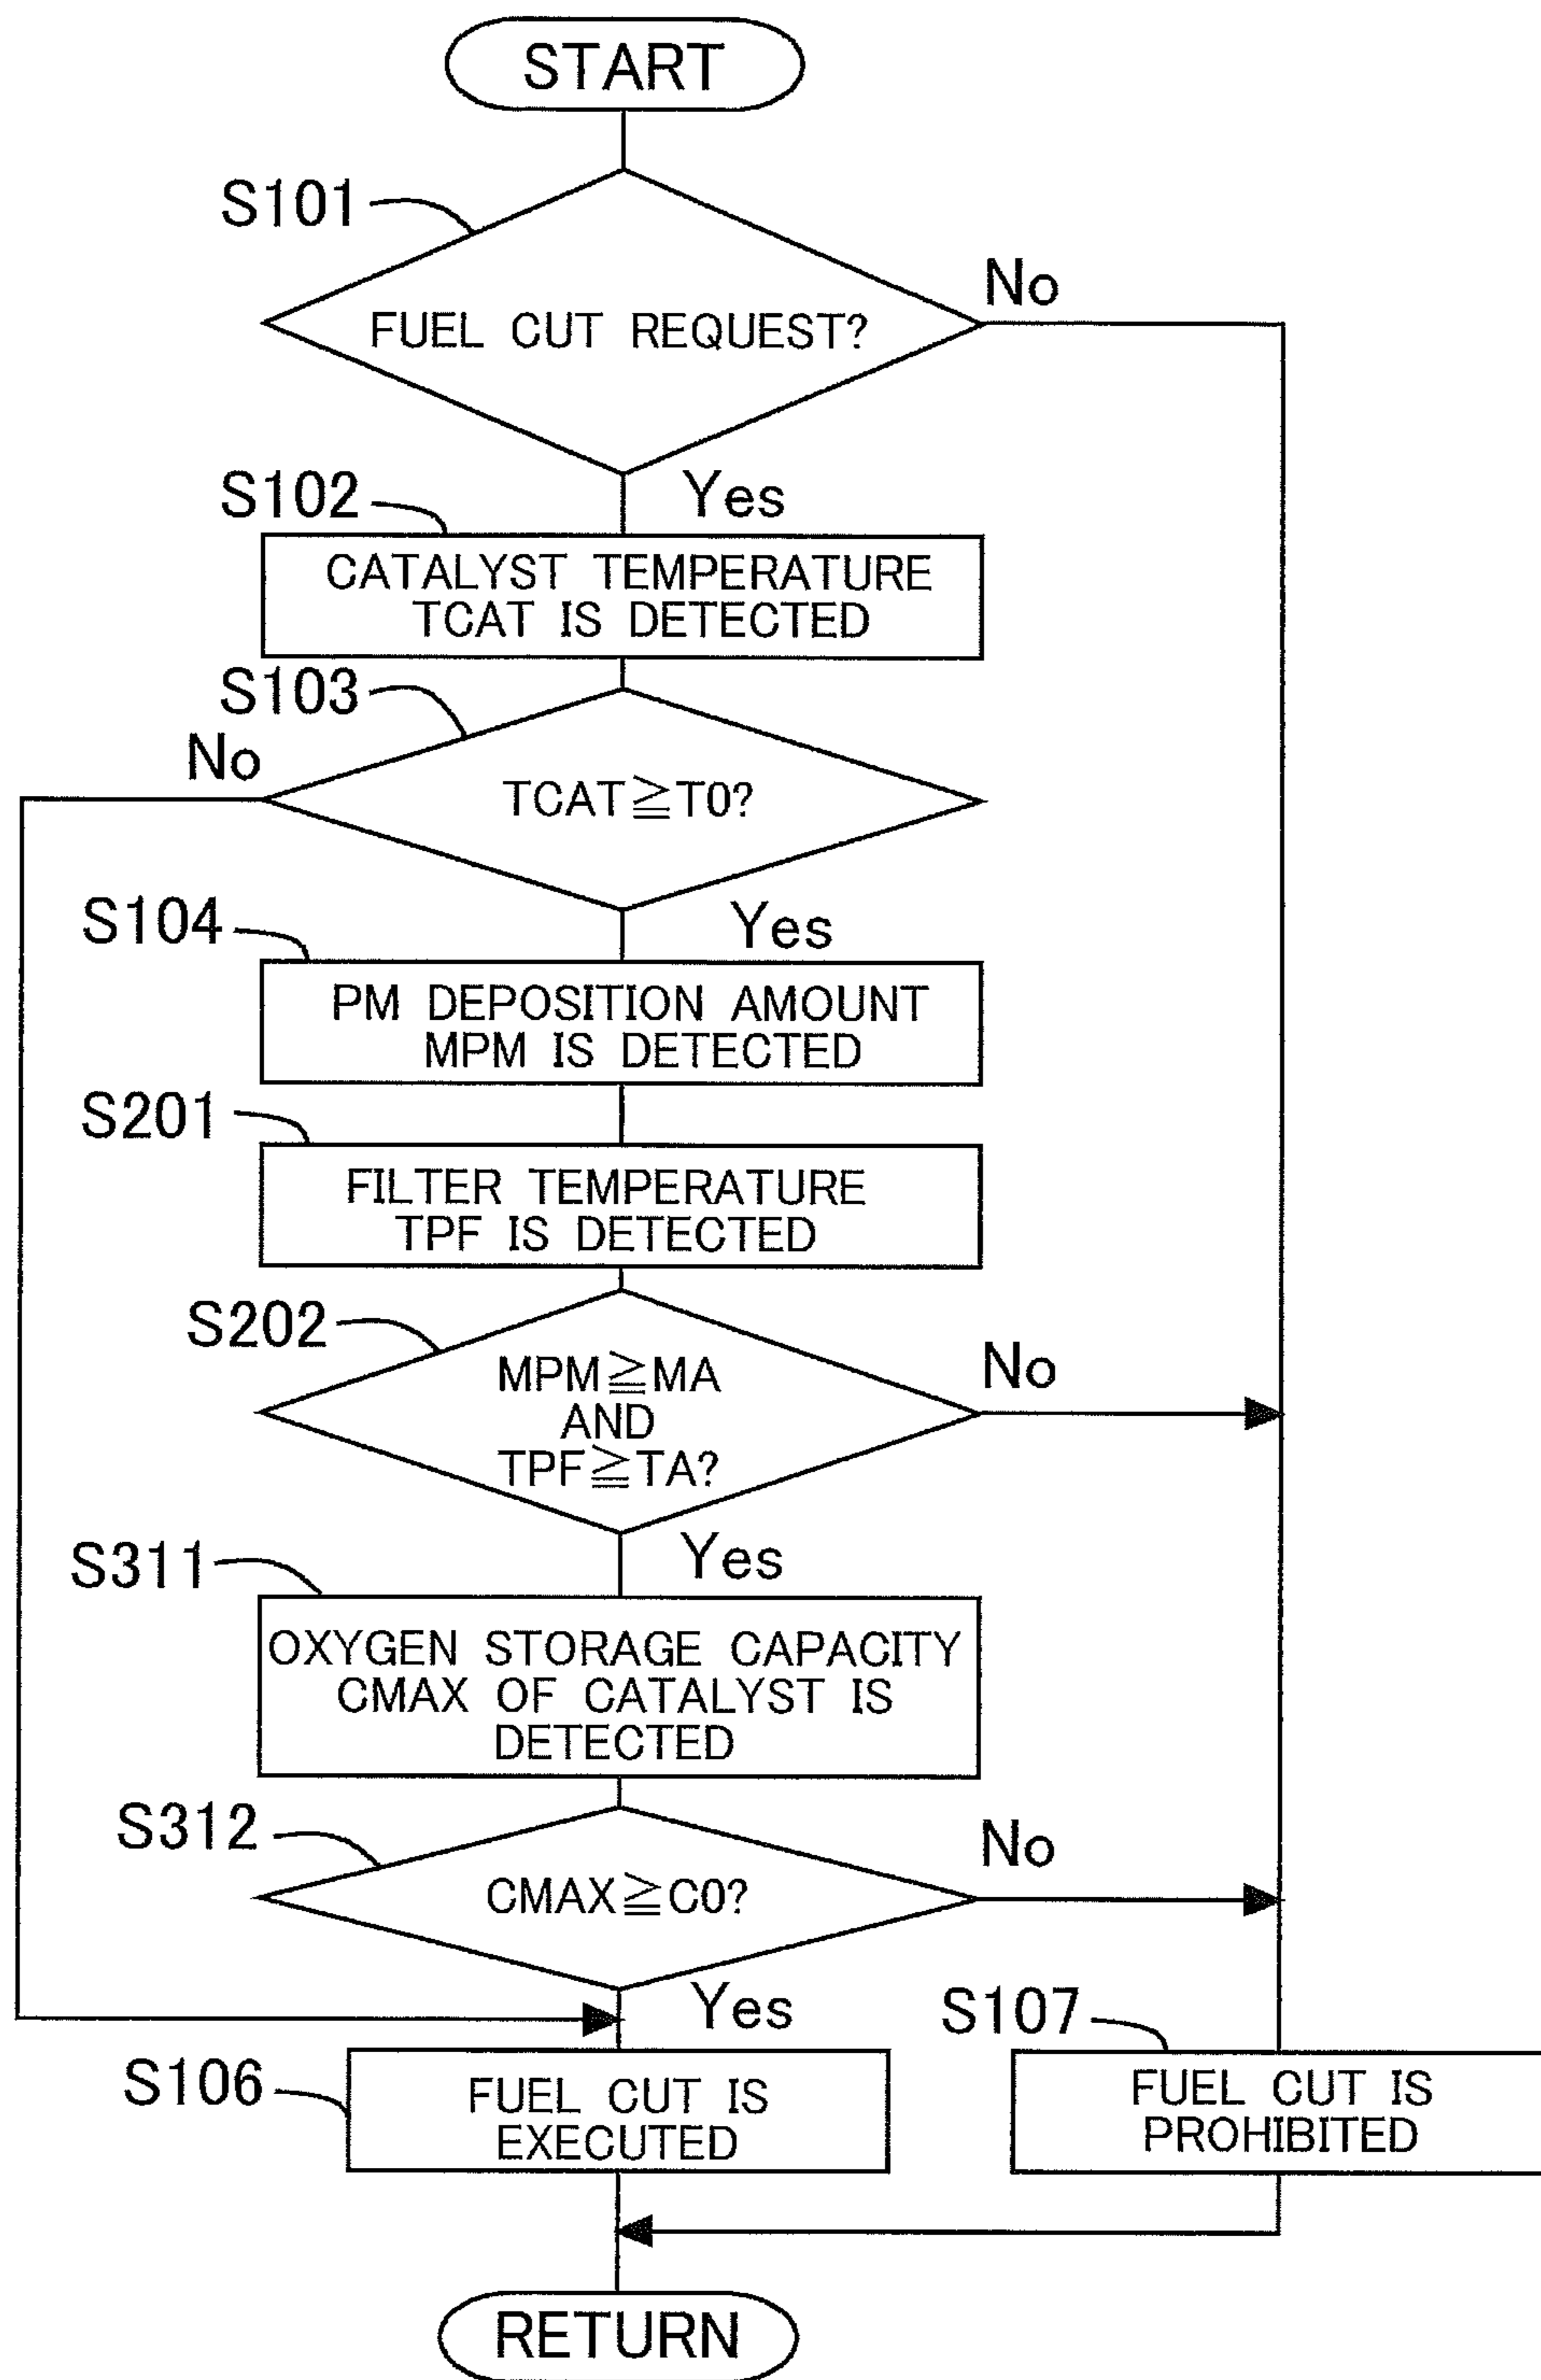 START
S101
No
FUEL CUT REQUEST?
S102
Yes
CATALYST TEMPERATURE
TCAT IS DETECTED
S103
No
TCAT≧T0?
S104
Yes
PM DEPOSITION AMOUNT
MPM IS DETECTED
S201
FILTER TEMPERATURE
TPF IS DETECTED
S202
No
MPM≧MA
AND
TPF≧TA?
S311
Yes
OXYGEN STORAGE CAPACITY
CMAX OF CATALYST IS
DETECTED
S312
No
CMAX≧C0?
Yes
S107
S106
FUEL CUT IS
EXECUTED
FUEL CUT IS
PROHIBITED
RETURN